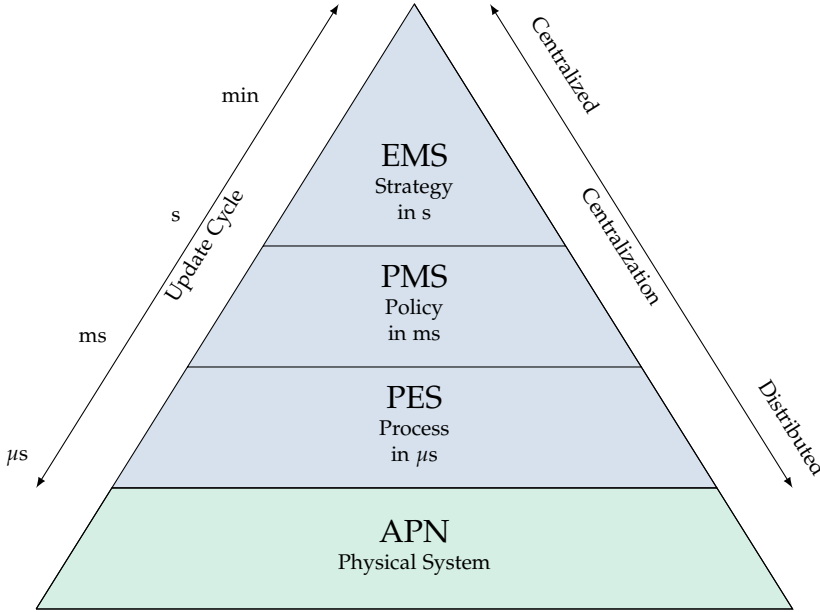 min
s
ms
µs
Update Cycle
EMS
Strategy
in s
PMS
Policy
in ms
PES
Process
in µs
APN
Physical System
Centralized
Centralization
Distributed